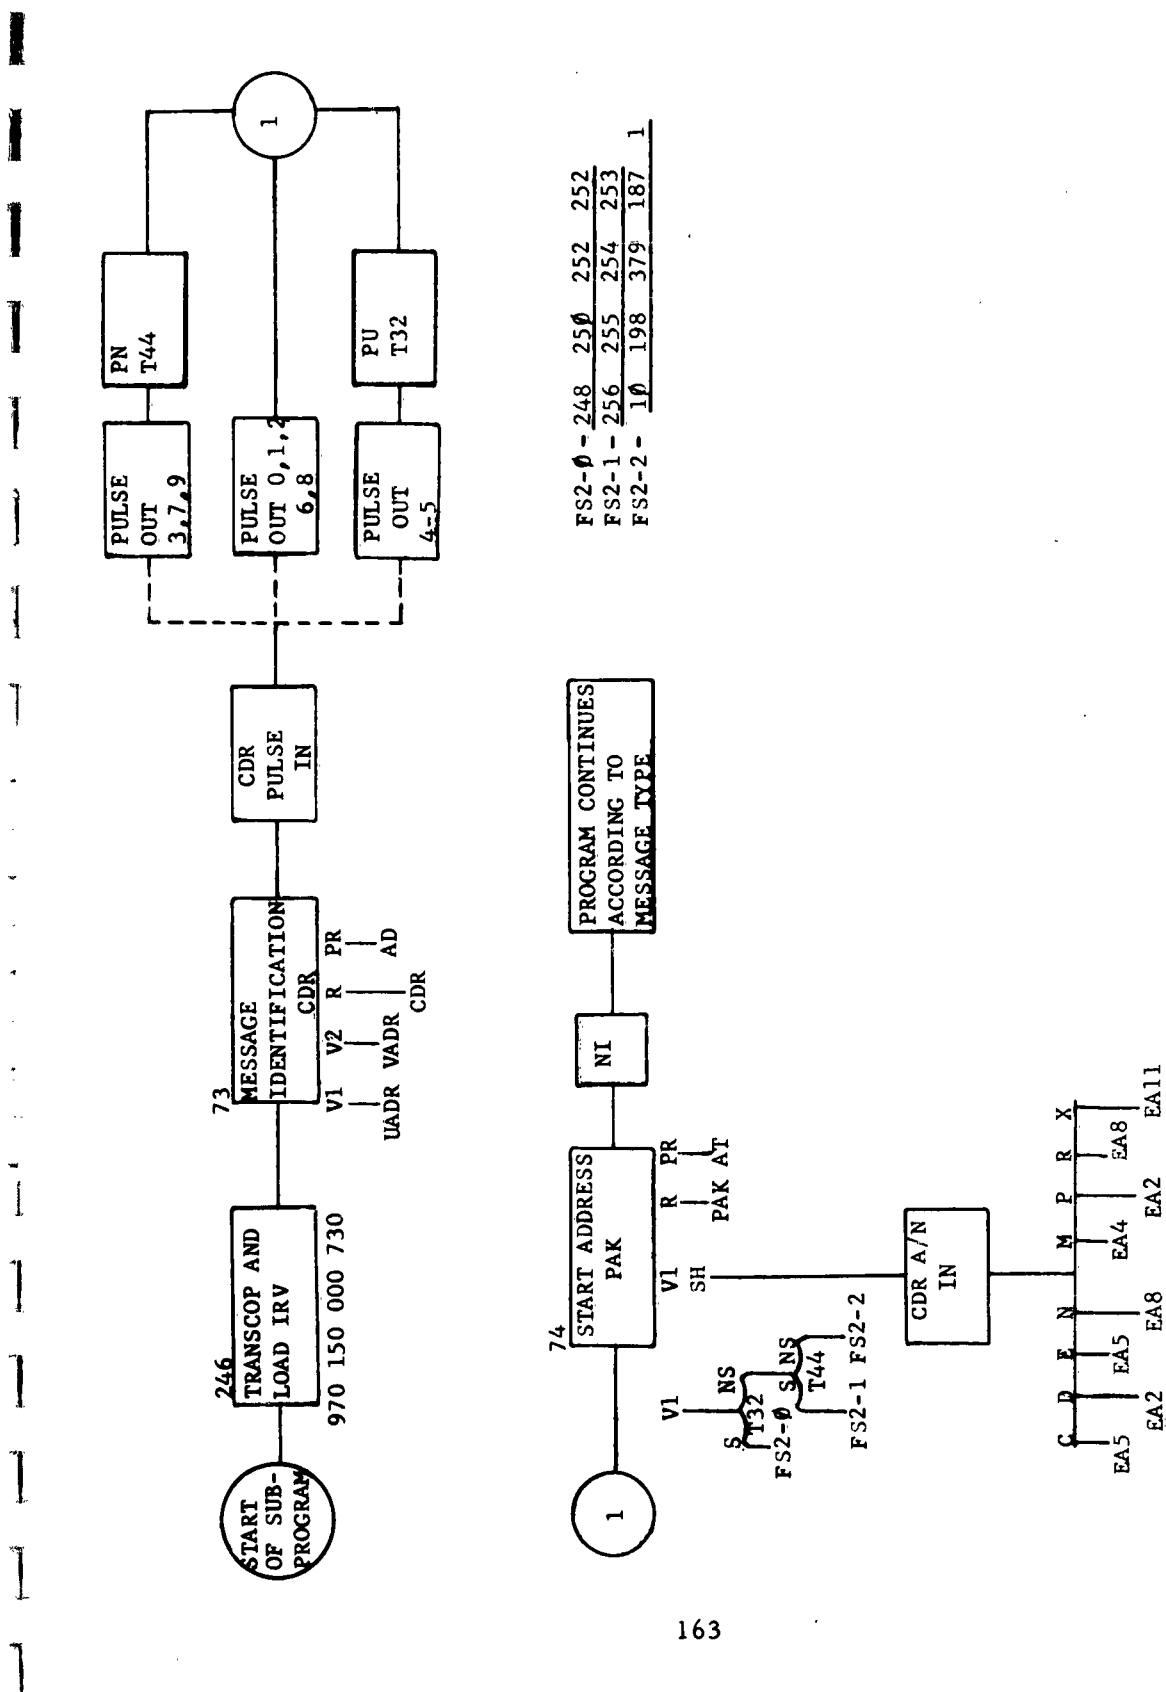 START
OF SUB-
PROGRAM
246
TRANSCOP AND
LOAD IRV
970 150 000 730
73
MESSAGE
IDENTIFICATION
CDR
V1 V2 R PR
UADR VADR CDR AD
CDR
PULSE
IN
PULSE
OUT
3,7,9
PN
T44
PULSE
OUT 0,1,2
6,8
PULSE
OUT
4-5
PU
T32
1
1
74
START ADDRESS
PAK
V1 R PR
SH PAK AT
V1
S NS
T32
FS2-Ø
S NS
T44
FS2-1 FS2-2
CDR A/N
IN
C D E N M P R X
EA5 EA2 EA5 EA8 EA4 EA2 EA8 EA11
NI
PROGRAM CONTINUES
ACCORDING TO
MESSAGE TYPE
FS2-Ø - 248 25Ø 252 252
FS2-1 - 256 255 254 253
FS2-2 - 1Ø 198 379 187 1
163